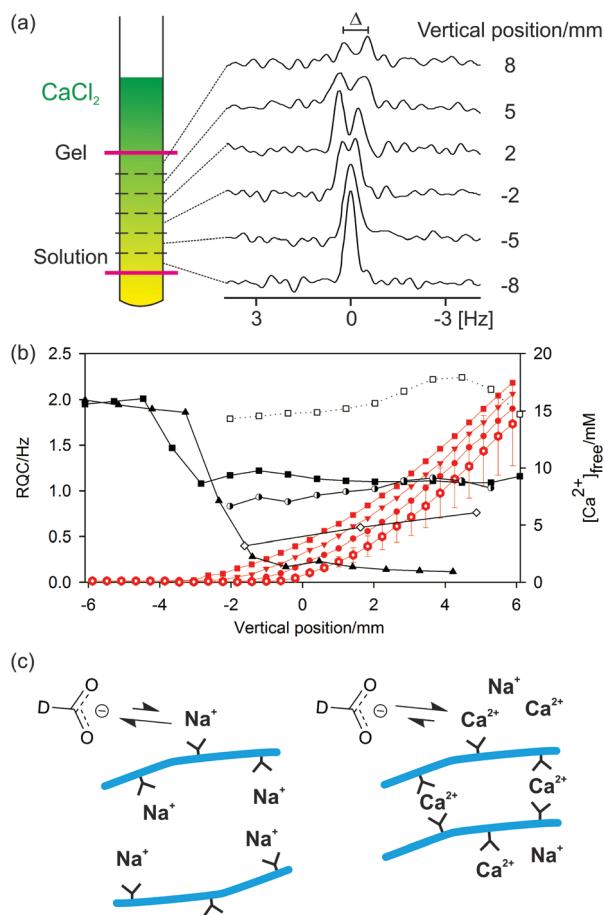 (a)
Δ
Vertical position/mm
CaCl₂
Gel
Solution
8
5
2
-2
-5
-8
3 0 -3 [Hz]
(b)
2.5 20
2.0 15
1.5
RQC/Hz
10
[Ca²⁺]free/mM
1.0
0.5 5
0.0 0
-6 -4 -2 0 2 4 6
Vertical position/mm
(c)
D O O ⊖ Na⁺
Na⁺ Na⁺
Na⁺ Na⁺
D O O ⊖ Na⁺ Ca²⁺ Ca²⁺
Ca²⁺ Ca²⁺
Ca²⁺ Na⁺